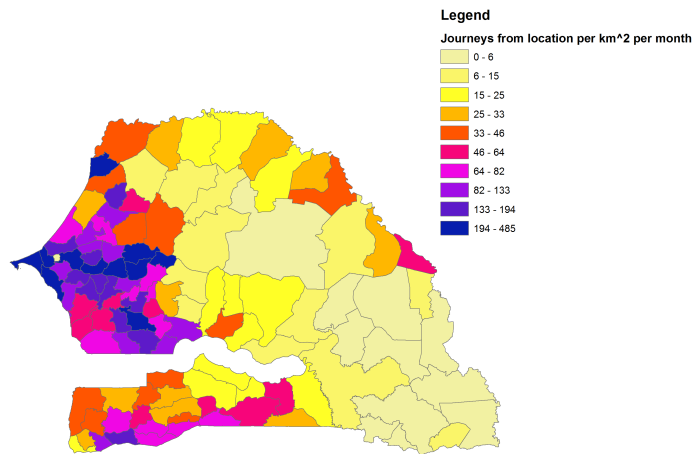 Legend
Journeys from location per km^2 per month
0 - 6
6 - 15
15 - 25
25 - 33
33 - 46
46 - 64
64 - 82
82 - 133
133 - 194
194 - 485